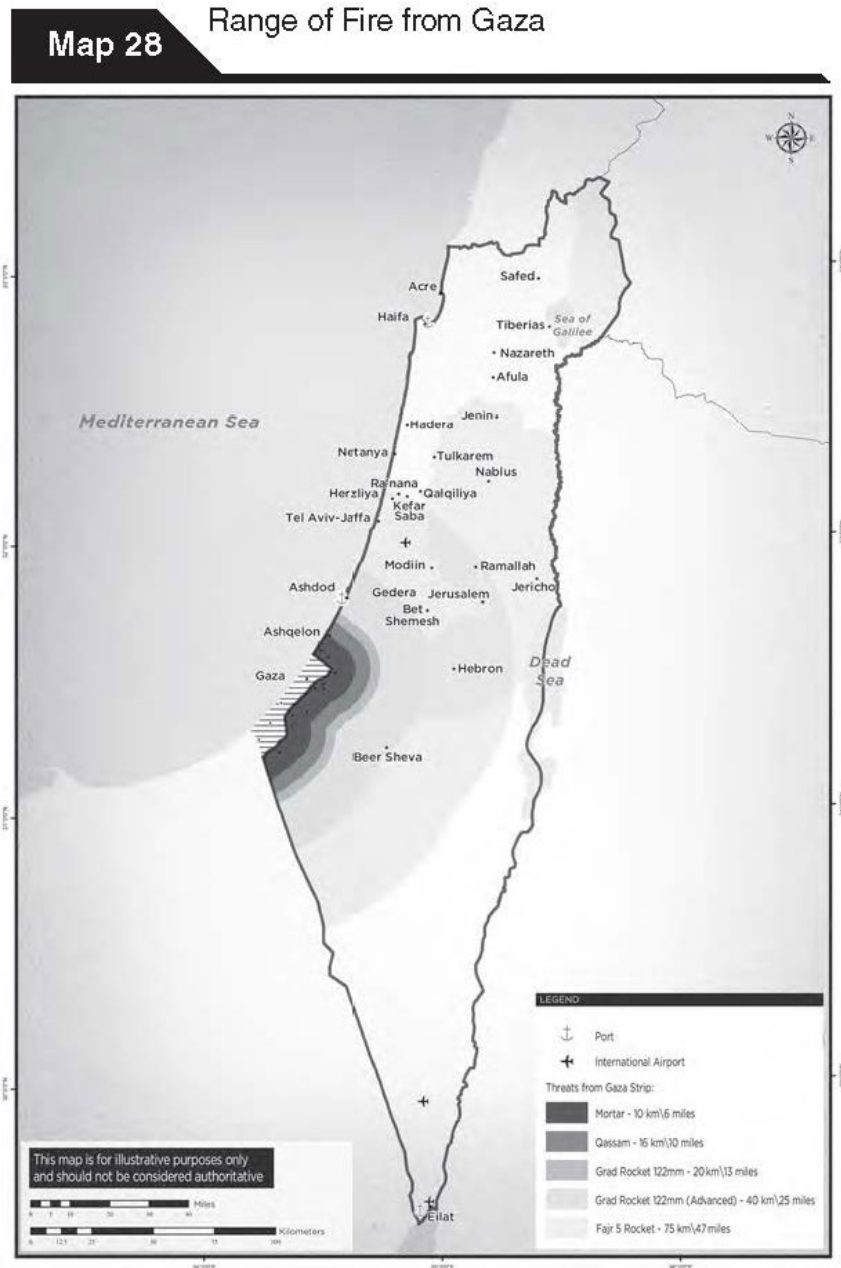 Range of Fire from Gaza
Map 28
N
W E
S
Safed
Acre
Haifa
Tiberias
Sea of
Galilee
Nazareth
Afula
Mediterranean Sea
Jenin
Hadera
Netanya
Tulkarem
Nablus
Ra'nana
Herzliya
Qalqiliya
Kefar
Saba
Tel Aviv-Jaffa
Modiin
Ramallah
Ashdod
Gedera
Jerusalem
Jericho
Bet
Shemesh
Ashqelon
Gaza
Hebron
Dead
Sea
Beer Sheva
LEGEND
Port
International Airport
Threats from Gaza Strip:
Mortar - 10 km\6 miles
Qassam - 16 km\10 miles
Grad Rocket 122mm - 20km\13 miles
Grad Rocket 122mm (Advanced) - 40 km\25 miles
Fajr 5 Rocket - 75 km\47 miles
This map is for illustrative purposes only
and should not be considered authoritative
Miles
Kilometers
Eilat